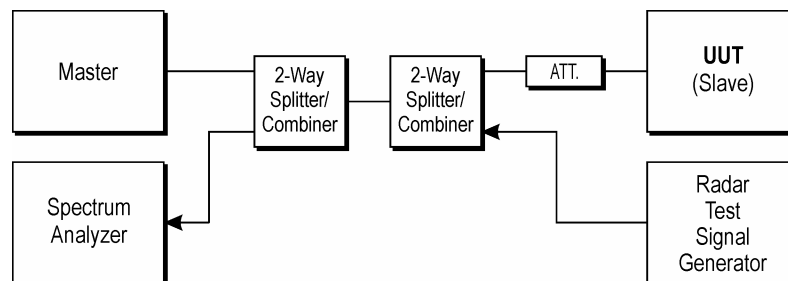 Master
2-Way
Splitter/
Combiner
2-Way
Splitter/
Combiner
ATT.
UUT
(Slave)
Spectrum
Analyzer
Radar
Test
Signal
Generator